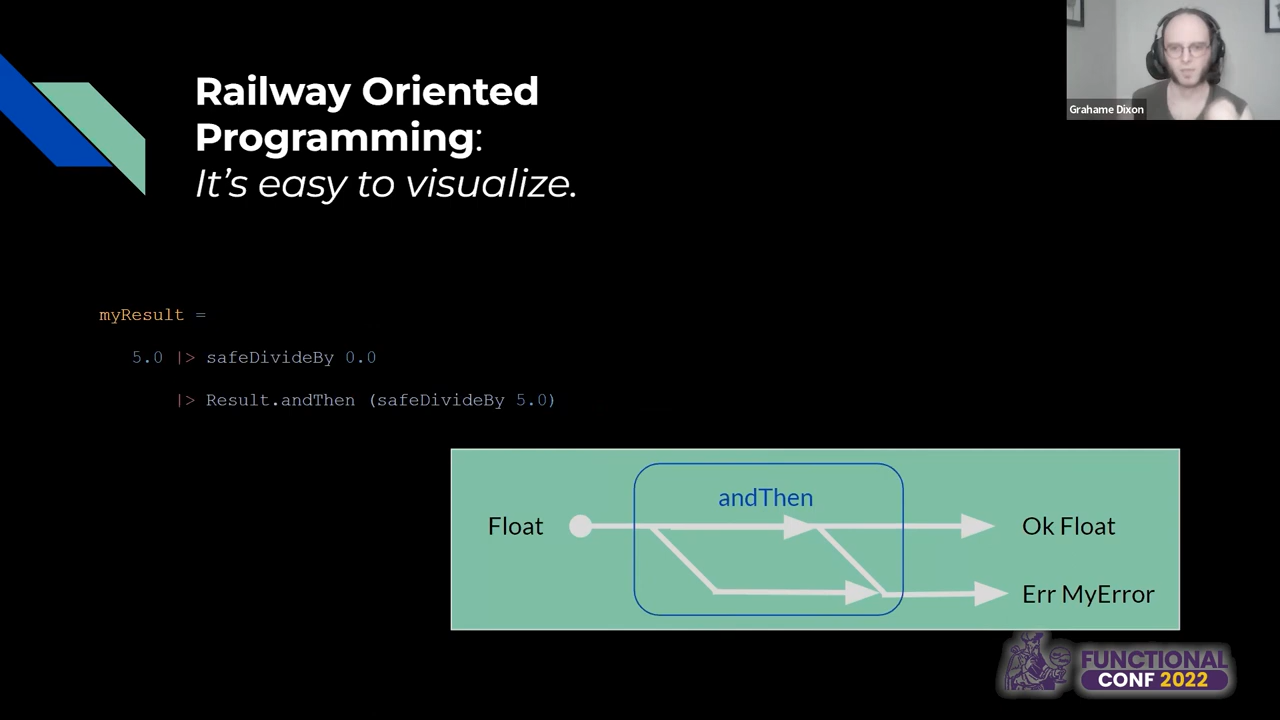 Railway Oriented
Programming:
It's easy to visualize.
Grahame Dixon
myResult =
5.0 |> safeDivideBy 0.0
|> Result.andThen (safeDivideBy 5.0)
andThen
Float
Ok Float
Err MyError
FUNCTIONAL
CONF 2022